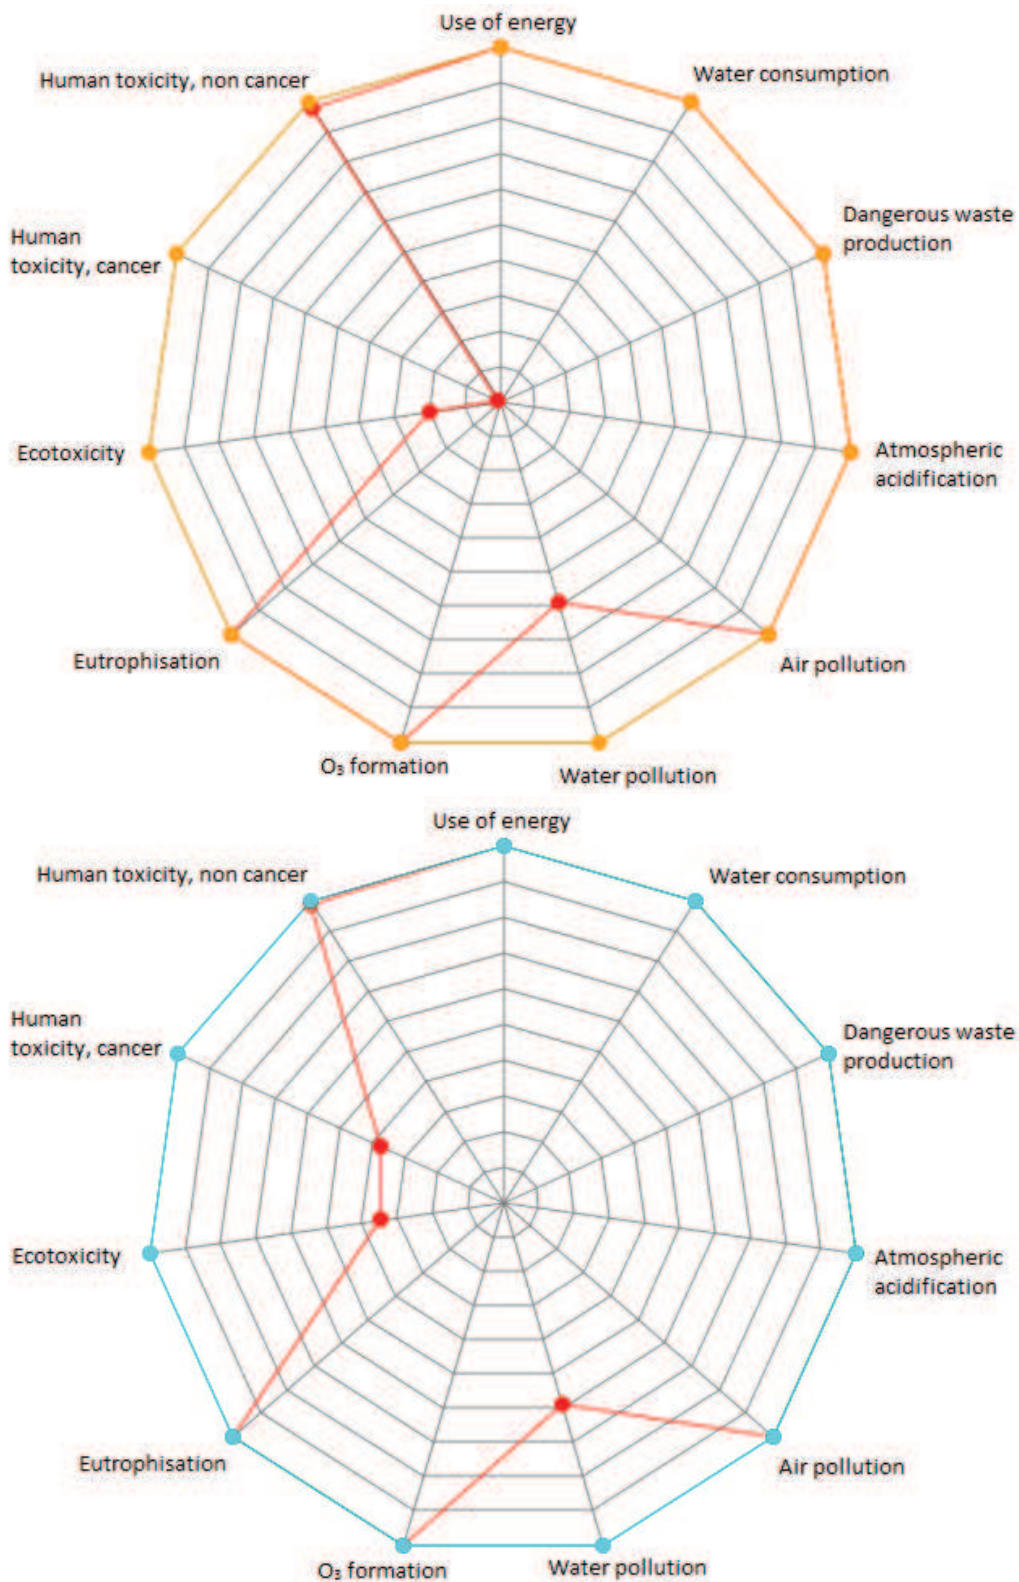 Use of energy
Water consumption
Human toxicity, non cancer
Dangerous waste
production
Human
toxicity, cancer
Ecotoxicity
Atmospheric
acidification
Eutrophisation
Air pollution
O₃ formation
Water pollution
Use of energy
Human toxicity, non cancer
Water consumption
Human
toxicity, cancer
Dangerous waste
production
Ecotoxicity
Atmospheric
acidification
Eutrophisation
Air pollution
O₃ formation
Water pollution